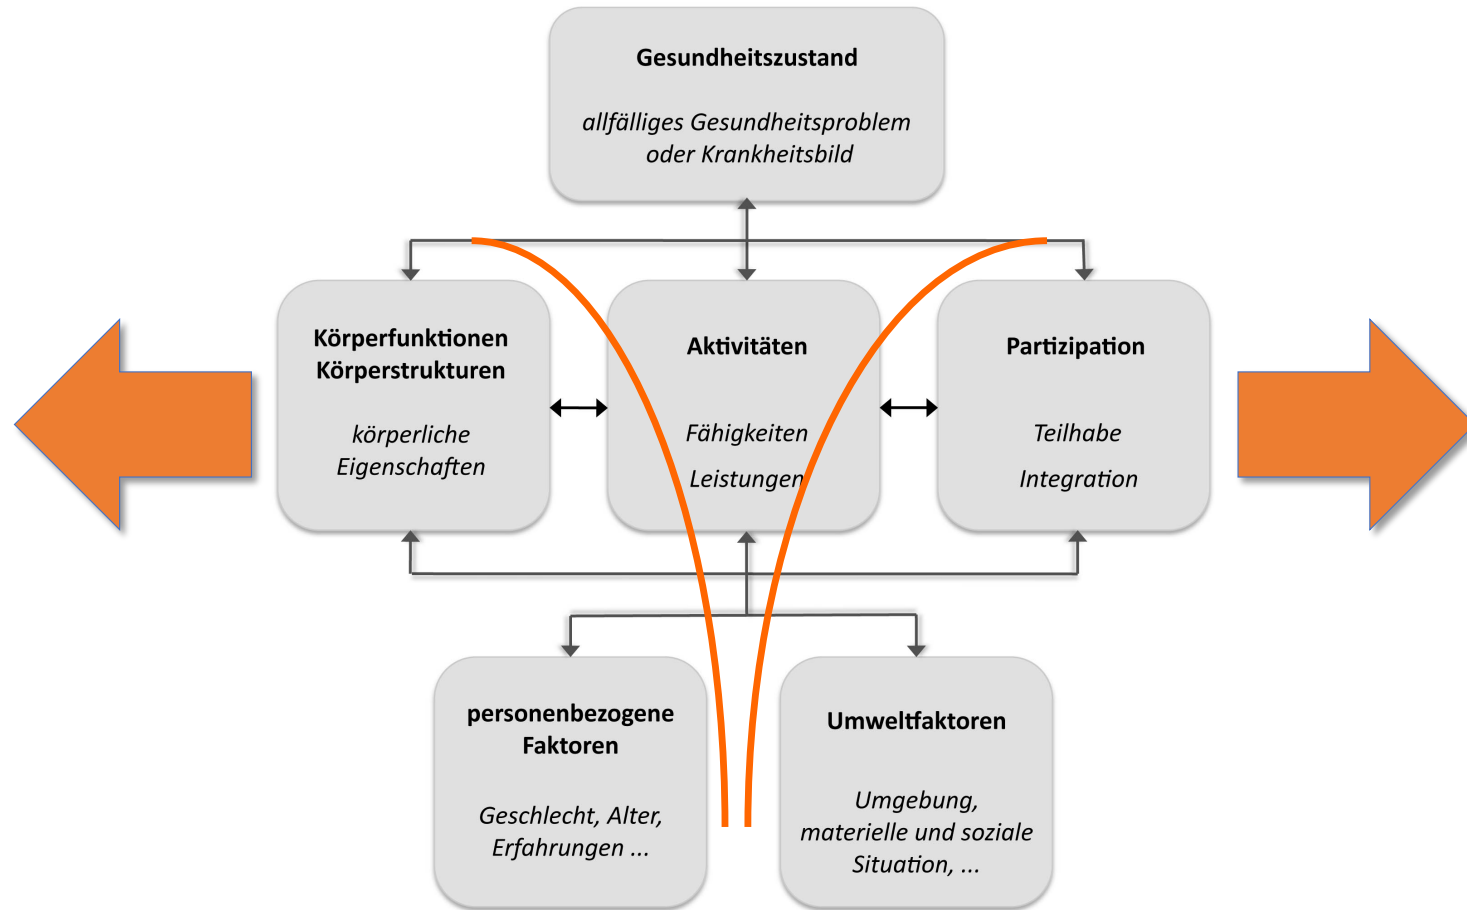 Gesundheitszustand
allfälliges Gesundheitsproblem
oder Krankheitsbild
Körperfunktionen
Körperstrukturen
körperliche
Eigenschaften
Aktivitäten
Fähigkeiten
Leistungen
Partizipation
Teilhabe
Integration
personenbezogene
Faktoren
Geschlecht, Alter,
Erfahrungen ...
Umweltfaktoren
Umgebung,
materielle und soziale
Situation, ...